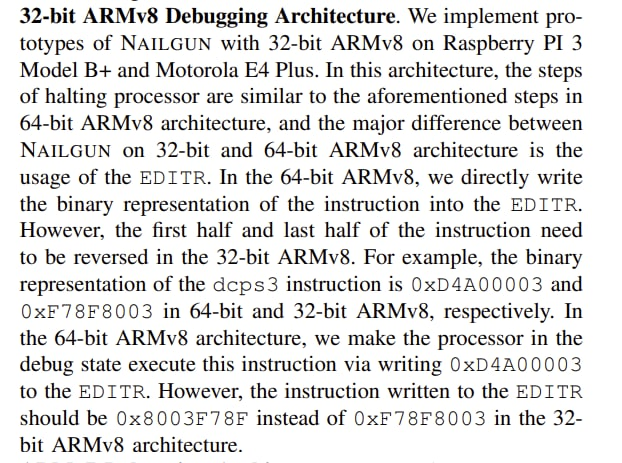 32-bit ARMv8 Debugging Architecture. We implement pro-
totypes of NAILGUN with 32-bit ARMv8 on Raspberry PI 3
Model B+ and Motorola E4 Plus. In this architecture, the steps
of halting processor are similar to the aforementioned steps in
64-bit ARMv8 architecture, and the major difference between
NAILGUN on 32-bit and 64-bit ARMv8 architecture is the
usage of the EDITR. In the 64-bit ARMv8, we directly write
the binary representation of the instruction into the EDITR.
However, the first half and last half of the instruction need
to be reversed in the 32-bit ARMv8. For example, the binary
representation of the dcps3 instruction is 0xD4A00003 and
0xF78F8003 in 64-bit and 32-bit ARMv8, respectively. In
the 64-bit ARMv8 architecture, we make the processor in the
debug state execute this instruction via writing 0xD4A00003
to the EDITR. However, the instruction written to the EDITR
should be 0x8003F78F instead of 0xF78F8003 in the 32-
bit ARMv8 architecture.